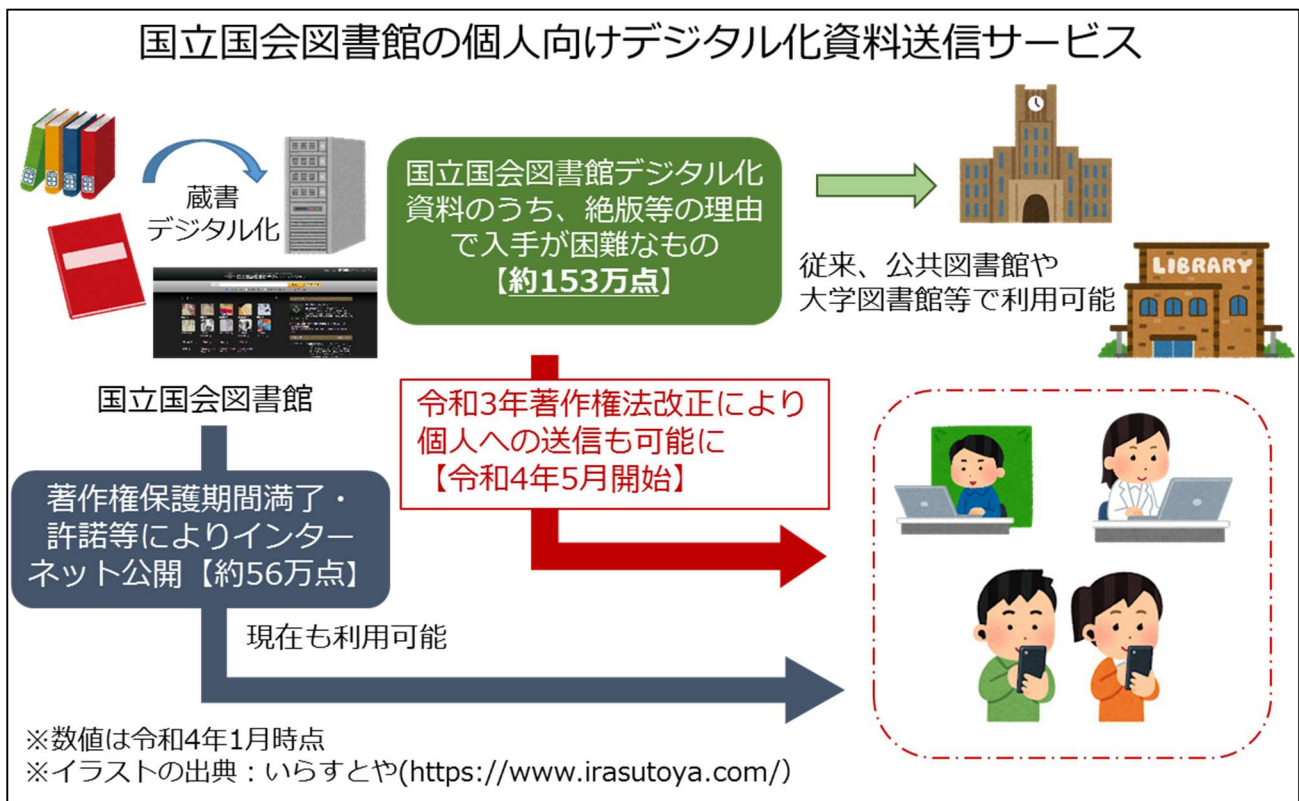 国立国会図書館の個人向けデジタル化資料送信サービス
蔵書
デジタル化
国立国会図書館デジタル化
資料のうち、絶版等の理由
で入手が困難なもの
【約153万点】
従来、公共図書館や
大学図書館等で利用可能
LIBRARY
国立国会図書館
令和3年著作権法改正により
個人への送信も可能に
【令和4年5月開始】
著作権保護期間満了・
許諾等によりインター
ネット公開【約56万点】
現在も利用可能
※数値は令和4年1月時点
※イラストの出典：いらすとや(https://www.irasutoya.com/)